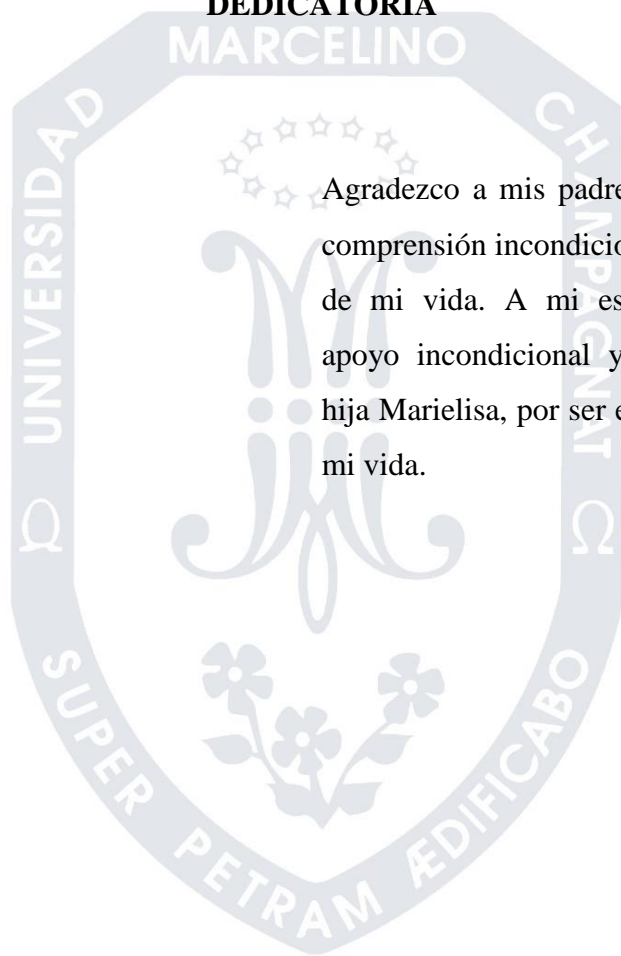 DEDICATORIA
MARCELINO
UNIVERSIDAD
CHAMPAGNAT
Agradezco a mis padre
comprensión incondicio
de mi vida. A mi es
apoyo incondicional y
hija Marielisa, por ser e
mi vida.
SUPER PETRAM ÆDIFICABO